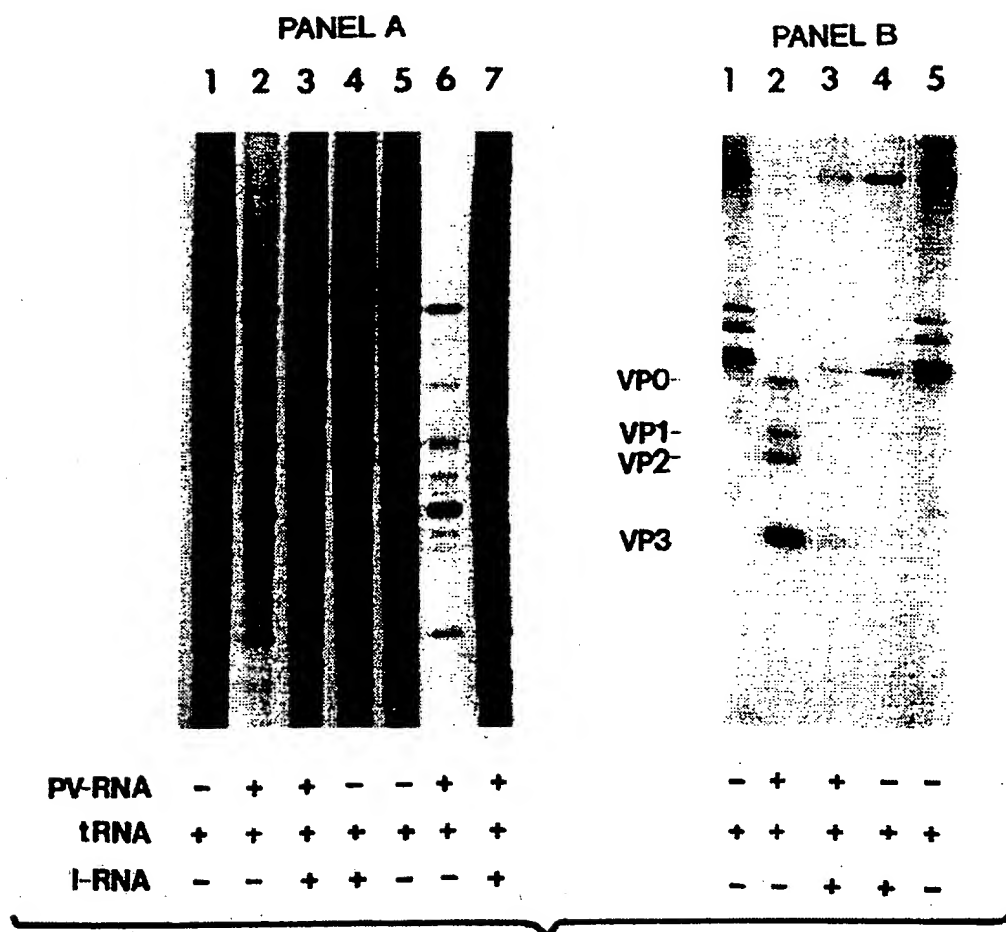 PANEL A
1 2 3 4 5 6 7
PANEL B
1 2 3 4 5
VP0-
VP1-
VP2-
VP3
PV-RNA - + + - - + + - + + - -
tRNA + + + + + + + + + + + +
I-RNA - - + + - - + - - + + -